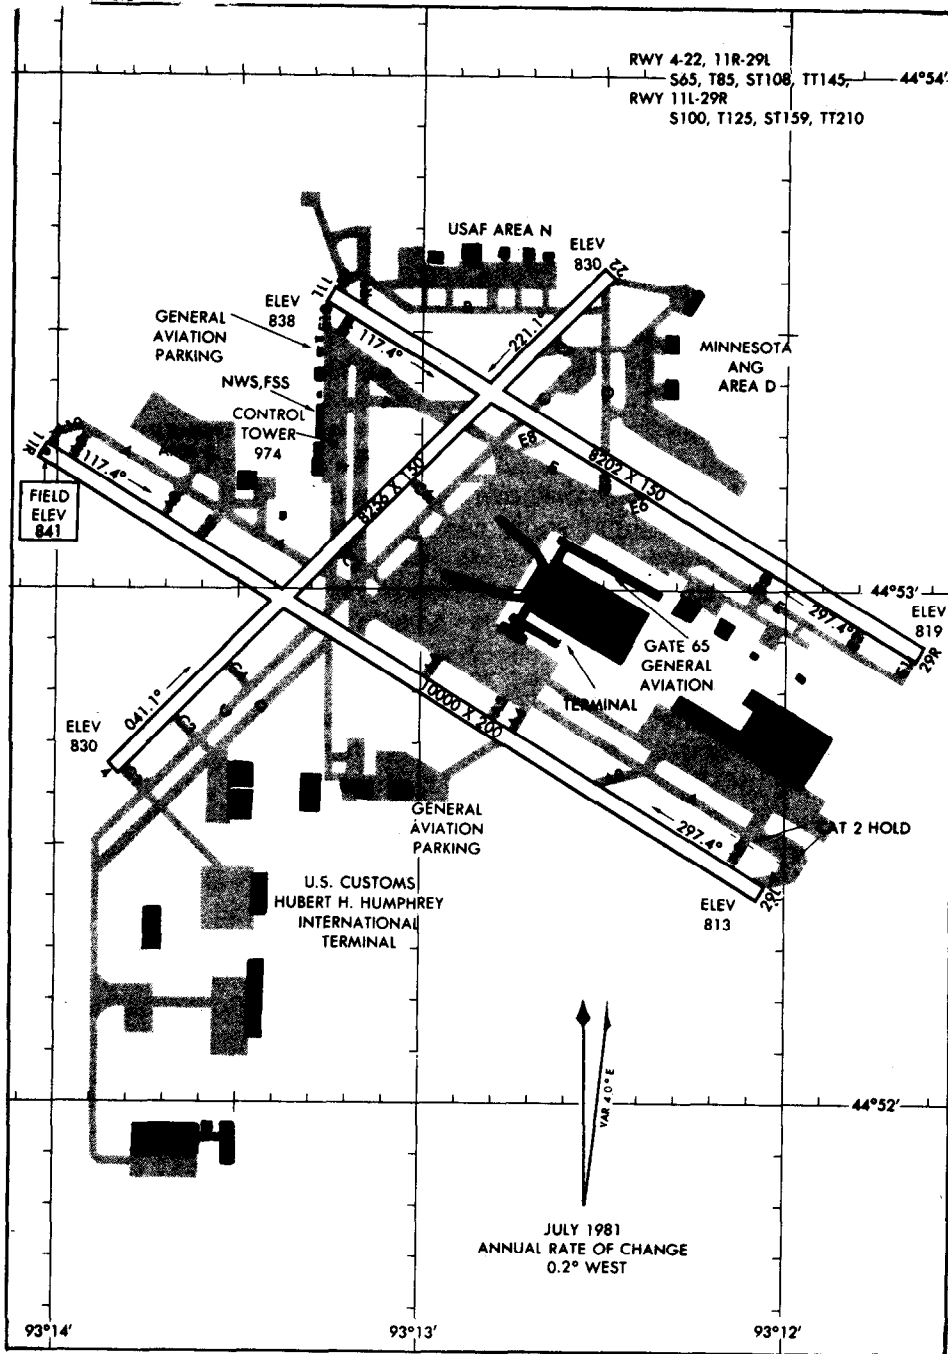 RWY 4-22, 11R-29L
S65, T85, ST108, TT145,
44°54'
RWY 11L-29R
S100, T125, ST159, TT210
USAF AREA N
ELEV
830
22
11L
ELEV
838
GENERAL
AVIATION
PARKING
117.4°
221.1°
MINNESOTA
ANG
AREA D
NWS, FSS
CONTROL
TOWER
974
11R
117.4°
A
E8
E
8202 X 150
E6
8256 X 150
FIELD
ELEV
841
44°53'
ELEV
819
297.4°
29R
GATE 65
GENERAL
AVIATION
TERMINAL
10000 X 200
041.1°
ELEV
830
GENERAL
AVIATION
PARKING
297.4°
CAT 2 HOLD
29L
ELEV
813
U.S. CUSTOMS
HUBERT H. HUMPHREY
INTERNATIONAL
TERMINAL
VAR 4.0° E
44°52'
JULY 1981
ANNUAL RATE OF CHANGE
0.2° WEST
93°14'
93°13'
93°12'